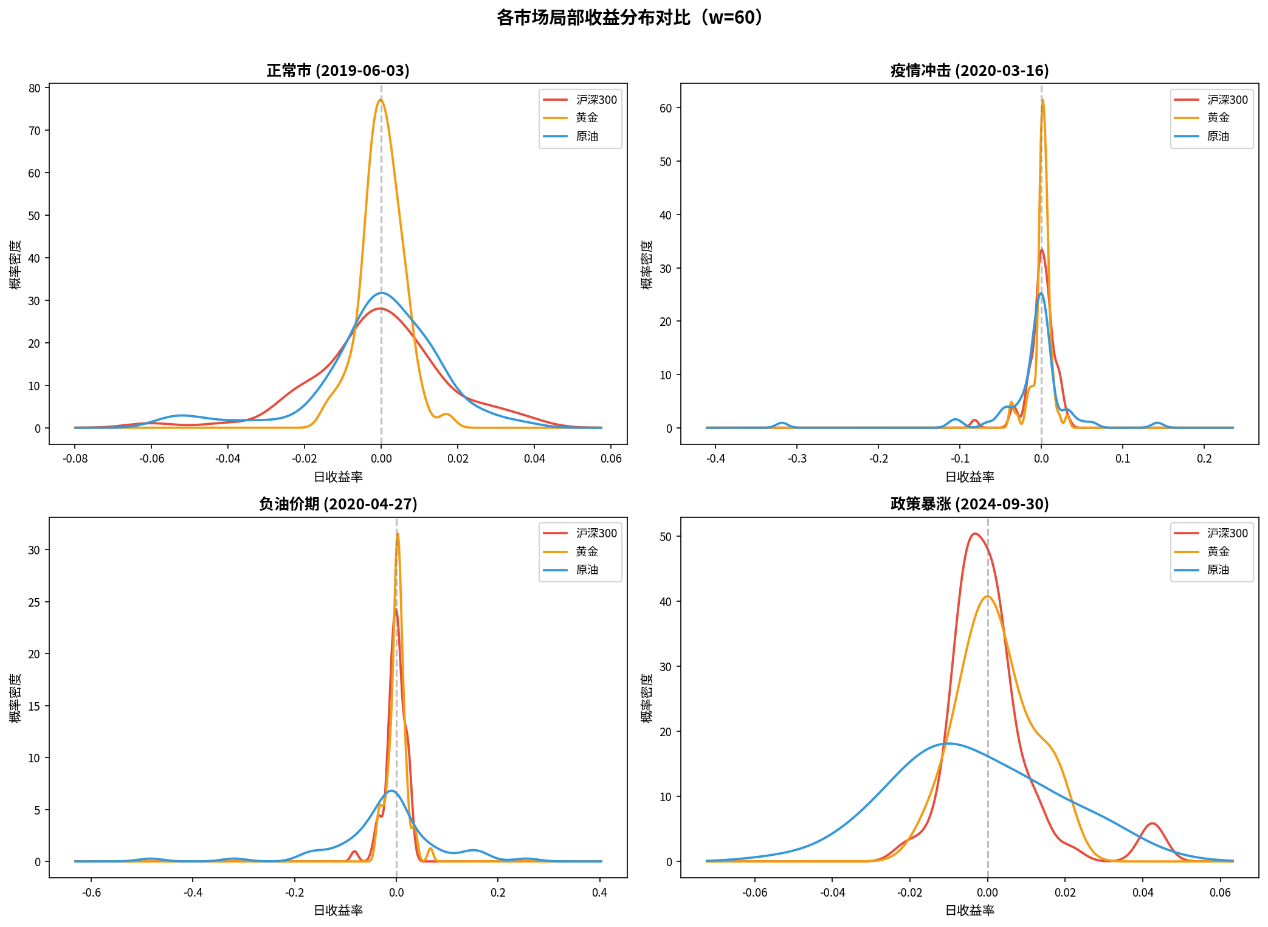 各市场局部收益分布对比（w=60）
正常市 (2019-06-03)
概率密度
80
70
60
50
40
30
20
10
0
沪深300
黄金
原油
-0.08
-0.06
-0.04
-0.02
0.00
0.02
0.04
0.06
日收益率
疫情冲击 (2020-03-16)
概率密度
60
50
40
30
20
10
0
沪深300
黄金
原油
-0.4
-0.3
-0.2
-0.1
0.0
0.1
0.2
日收益率
负油价期 (2020-04-27)
概率密度
30
25
20
15
10
5
0
沪深300
黄金
原油
-0.6
-0.4
-0.2
0.0
0.2
0.4
日收益率
政策暴涨 (2024-09-30)
概率密度
50
40
30
20
10
0
沪深300
黄金
原油
-0.06
-0.04
-0.02
0.00
0.02
0.04
0.06
日收益率